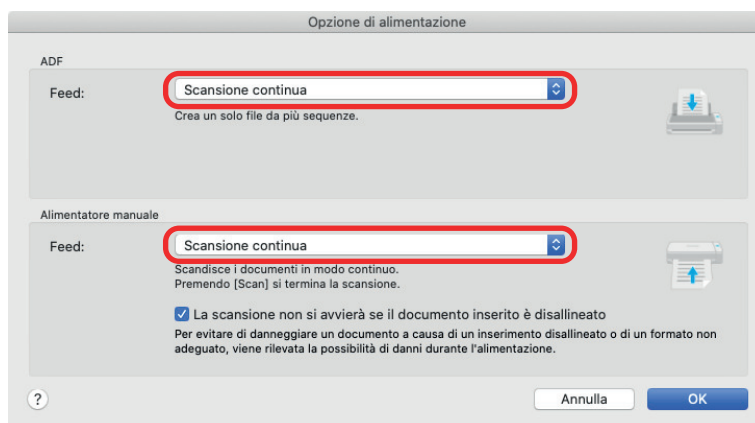 Opzione di alimentazione
ADF
Feed:
Scansione continua
Crea un solo file da più sequenze.
Alimentatore manuale
Feed:
Scansione continua
Scandisce i documenti in modo continuo.
Premendo [Scan] si termina la scansione.
La scansione non si avvierà se il documento inserito è disallineato
Per evitare di danneggiare un documento a causa di un inserimento disallineato o di un formato non
adeguato, viene rilevata la possibilità di danni durante l'alimentazione.
?
Annulla
OK